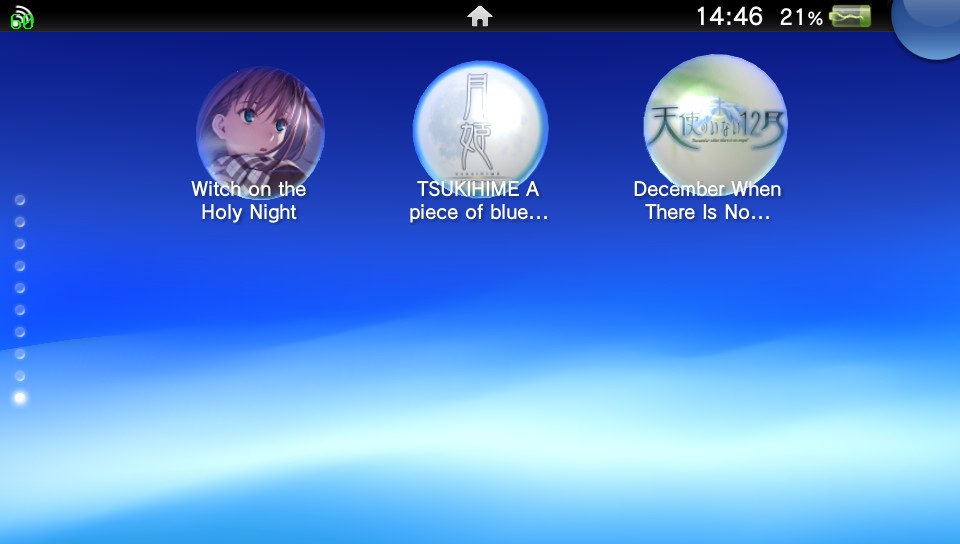 60
14:46 21%
月姫
天使のいない12月
Witch on the
Holy Night
TSUKIHIME A
piece of blue...
December When
There Is No...